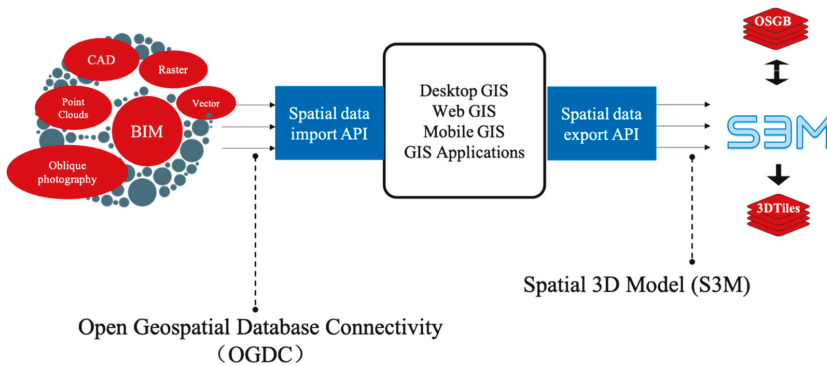 CAD
Raster
Point
Clouds
Vector
BIM
Oblique
photography
Spatial data
import API
Desktop GIS
Web GIS
Mobile GIS
GIS Applications
Spatial data
export API
OSGB
S3M
3DTiles
Spatial 3D Model (S3M)
Open Geospatial Database Connectivity
（OGDC）